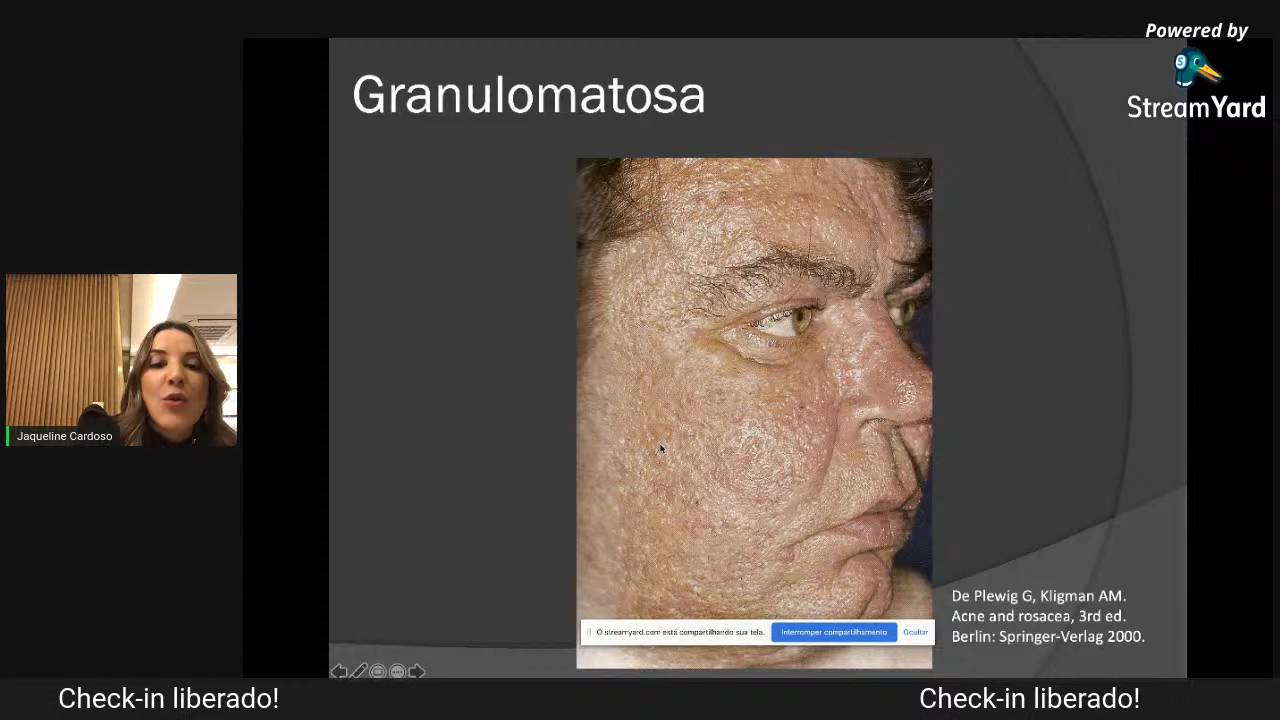 Powered by
StreamYard
Granulomatosa
Jaqueline Cardoso
De Plewig G, Kligman AM.
Acne and rosacea, 3rd ed.
Berlin: Springer-Verlag 2000.
O streamyard.com está compartilhando sua tela.
Interromper compartilhamento
Ocultar
Check-in liberado!
Check-in liberado!